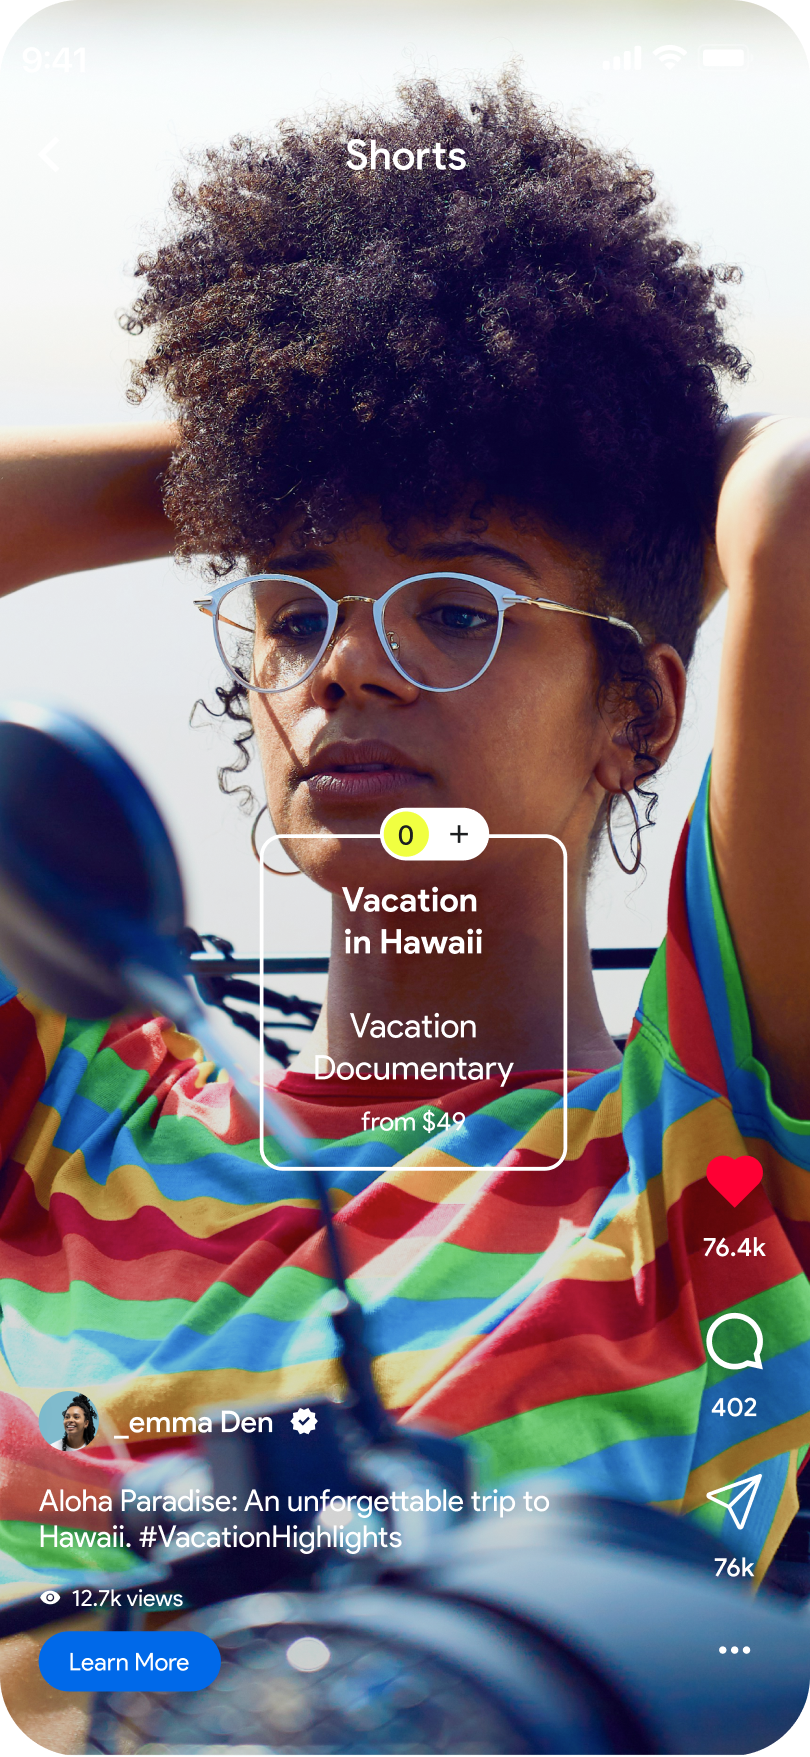 9:41
Shorts
0 +
Vacation
in Hawaii
Vacation
Documentary
from $49
76.4k
402
_emma Den
Aloha Paradise: An unforgettable trip to
Hawaii. #VacationHighlights
76k
12.7k views
Learn More